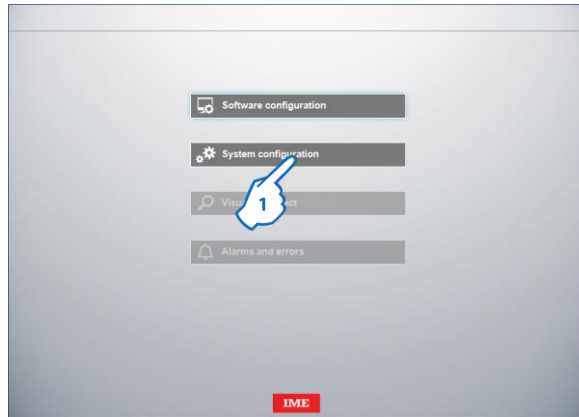 Software configuration
System configuration
1
Alarms and errors
IME